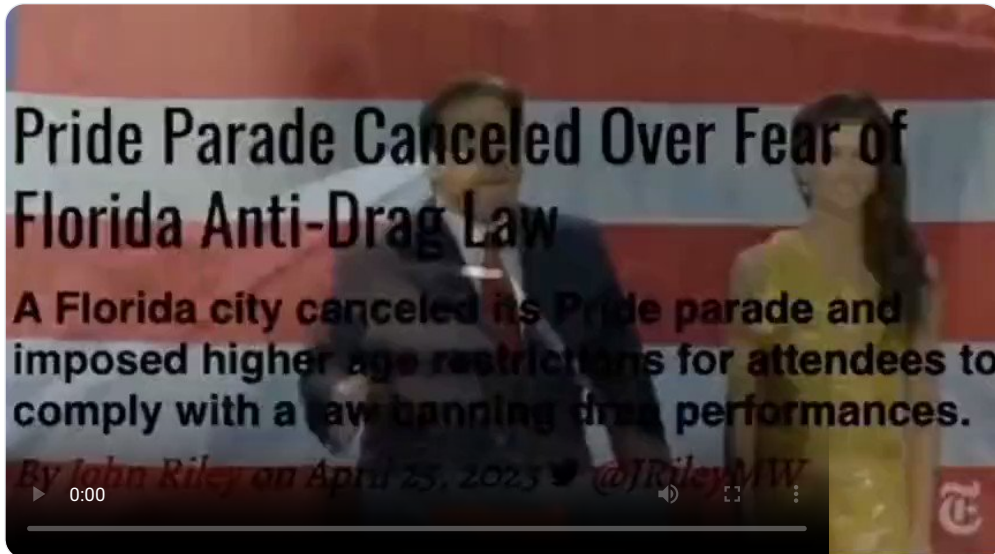 Pride Parade Canceled Over Fear of
Florida Anti-Drag Law
A Florida city canceled its Pride parade and
imposed higher age restrictions for attendees to
comply with a law banning drag performances.
By John Riley on April 25, 2023 @JRileyMW
0:00
T